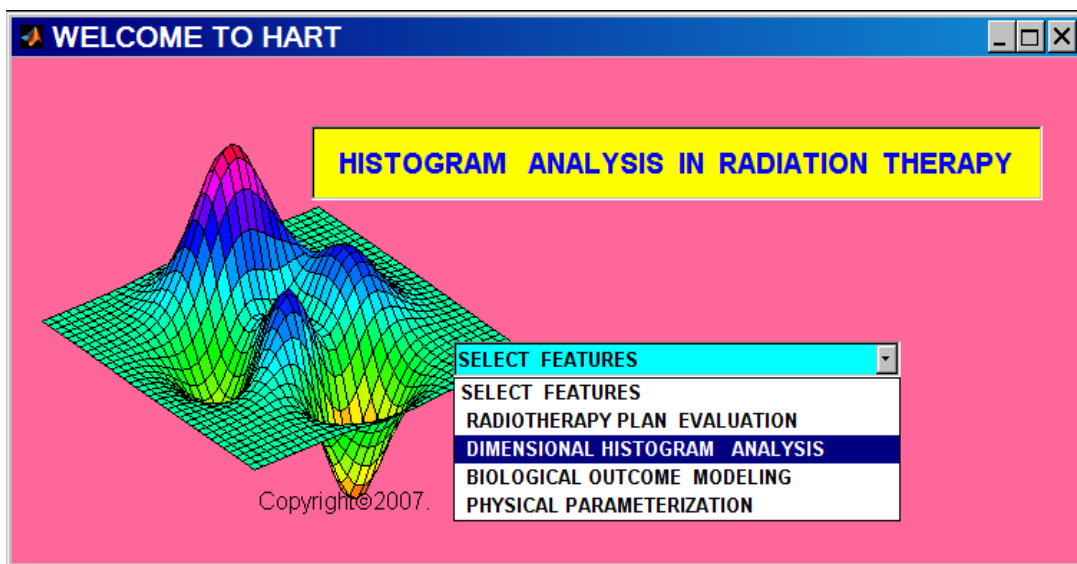 WELCOME TO HART
HISTOGRAM ANALYSIS IN RADIATION THERAPY
SELECT FEATURES
SELECT FEATURES
RADIOTHERAPY PLAN EVALUATION
DIMENSIONAL HISTOGRAM ANALYSIS
BIOLOGICAL OUTCOME MODELING
PHYSICAL PARAMETERIZATION
Copyright©2007.